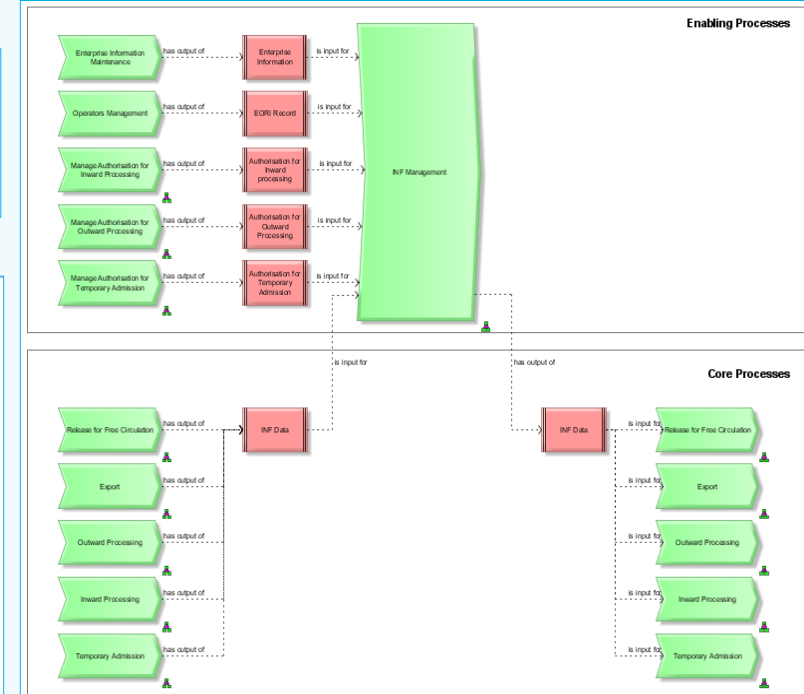 Enabling Processes
Enterprise Information
Maintenance
has output of
Enterprise
Information
is input for
Operators Management
has output of
EORI Record
is input for
Manage Authorisation for
Inward Processing
has output of
Authorisation for
Inward
processing
is input for
INF Management
Manage Authorisation for
Outward Processing
has output of
Authorisation for
Outward
Processing
is input for
Manage Authorisation for
Temporary Admission
has output of
Authorisation for
Temporary
Admission
is input for
is input for
has output of
Core Processes
Release for Free Circulation
has output of
INF Data
INF Data
is input for
Release for Free Circulation
Export
has output of
is input for
Export
Outward Processing
has output of
is input for
Outward Processing
Inward Processing
has output of
is input for
Inward Processing
Temporary Admission
has output of
is input for
Temporary Admission